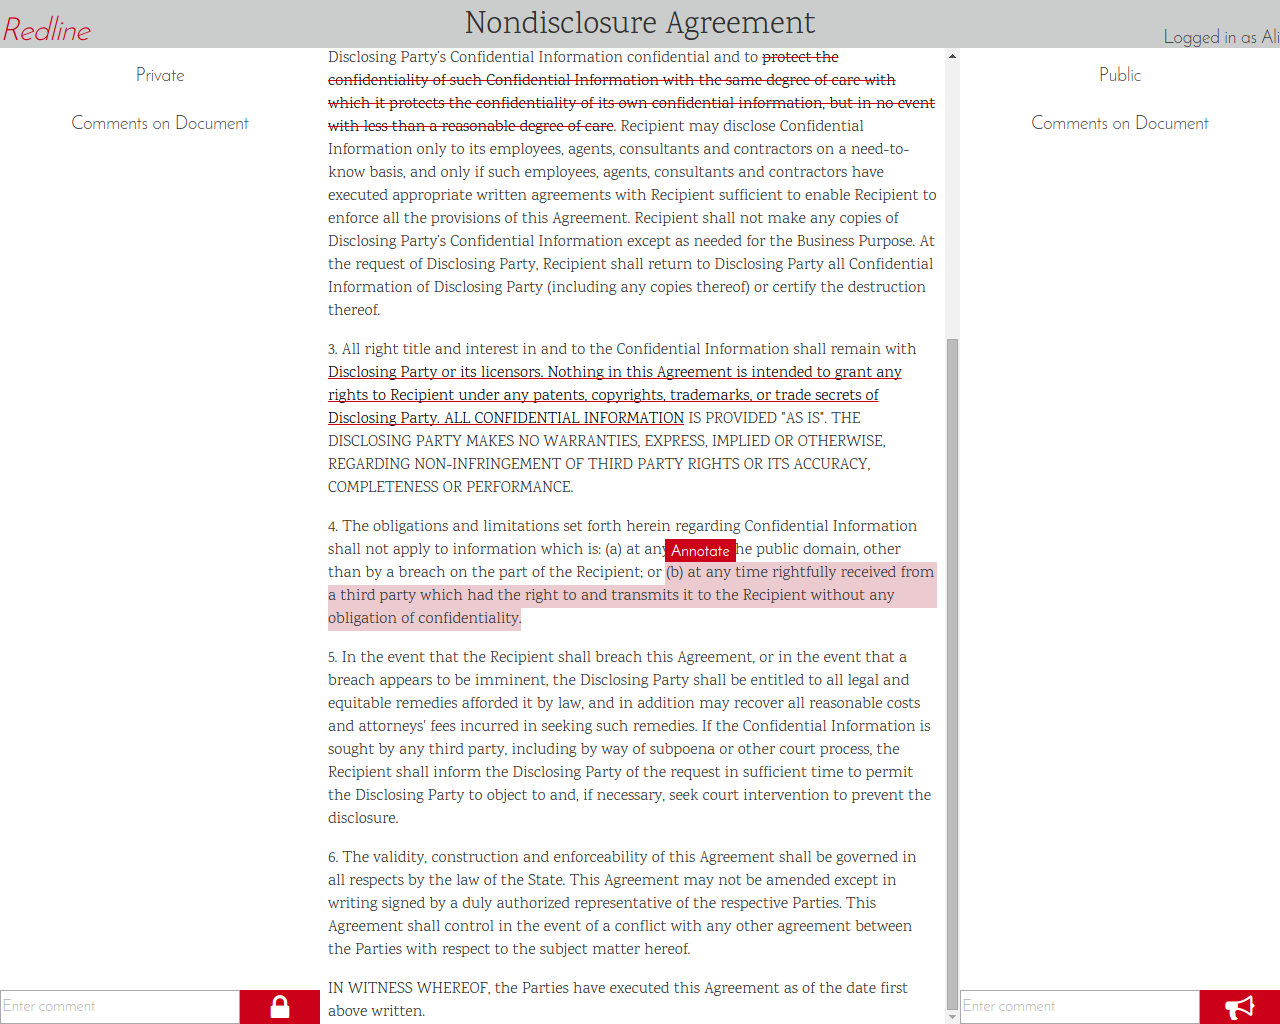 Redline
Nondisclosure Agreement
Logged in as Ali
Private
Comments on Document
Disclosing Party's Confidential Information confidential and to protect the
confidentiality of such Confidential Information with the same degree of care with
which it protects the confidentiality of its own confidential information, but in no event
with less than a reasonable degree of care. Recipient may disclose Confidential
Information only to its employees, agents, consultants and contractors on a need-to-
know basis, and only if such employees, agents, consultants and contractors have
executed appropriate written agreements with Recipient sufficient to enable Recipient to
enforce all the provisions of this Agreement. Recipient shall not make any copies of
Disclosing Party's Confidential Information except as needed for the Business Purpose. At
the request of Disclosing Party, Recipient shall return to Disclosing Party all Confidential
Information of Disclosing Party (including any copies thereof) or certify the destruction
thereof.
3. All right title and interest in and to the Confidential Information shall remain with
Disclosing Party or its licensors. Nothing in this Agreement is intended to grant any
rights to Recipient under any patents, copyrights, trademarks, or trade secrets of
Disclosing Party. ALL CONFIDENTIAL INFORMATION IS PROVIDED "AS IS". THE
DISCLOSING PARTY MAKES NO WARRANTIES, EXPRESS, IMPLIED OR OTHERWISE,
REGARDING NON-INFRINGEMENT OF THIRD PARTY RIGHTS OR ITS ACCURACY,
COMPLETENESS OR PERFORMANCE.
4. The obligations and limitations set forth herein regarding Confidential Information
shall not apply to information which is: (a) at any Annotate he public domain, other
than by a breach on the part of the Recipient; or (b) at any time rightfully received from
a third party which had the right to and transmits it to the Recipient without any
obligation of confidentiality.
5. In the event that the Recipient shall breach this Agreement, or in the event that a
breach appears to be imminent, the Disclosing Party shall be entitled to all legal and
equitable remedies afforded it by law, and in addition may recover all reasonable costs
and attorneys' fees incurred in seeking such remedies. If the Confidential Information is
sought by any third party, including by way of subpoena or other court process, the
Recipient shall inform the Disclosing Party of the request in sufficient time to permit
the Disclosing Party to object to and, if necessary, seek court intervention to prevent the
disclosure.
6. The validity, construction and enforceability of this Agreement shall be governed in
all respects by the law of the State. This Agreement may not be amended except in
writing signed by a duly authorized representative of the respective Parties. This
Agreement shall control in the event of a conflict with any other agreement between
the Parties with respect to the subject matter hereof.
IN WITNESS WHEREOF, the Parties have executed this Agreement as of the date first
above written.
Public
Comments on Document
Enter comment
Enter comment